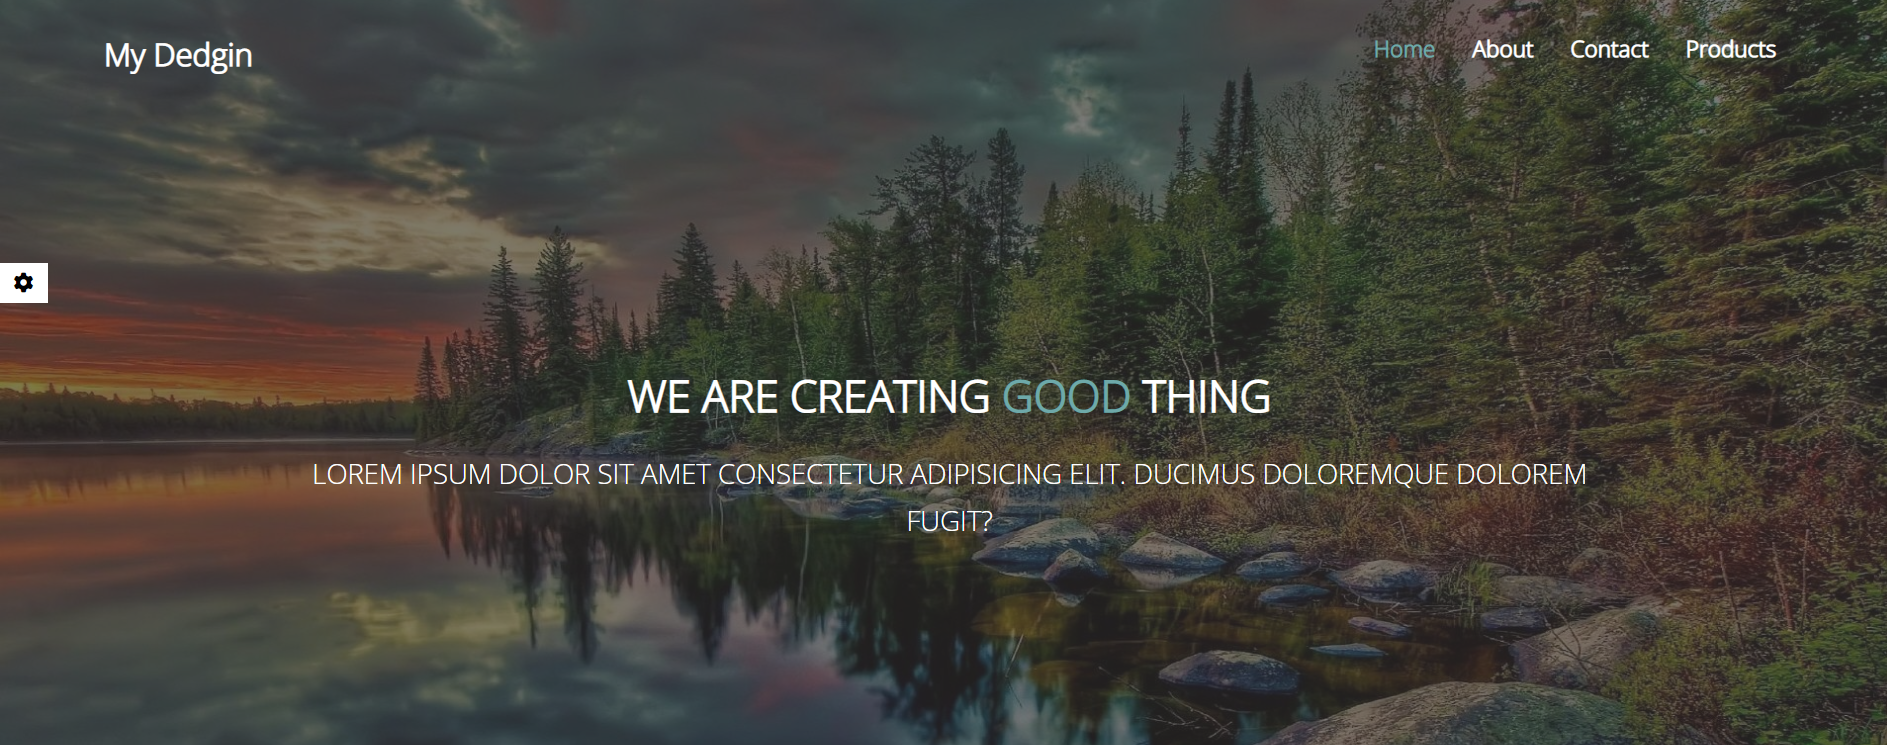 My Dedgin
Home About Contact Products
WE ARE CREATING GOOD THING
LOREM IPSUM DOLOR SIT AMET CONSECTETUR ADIPISICING ELIT. DUCIMUS DOLOREMQUE DOLOREM
FUGIT?